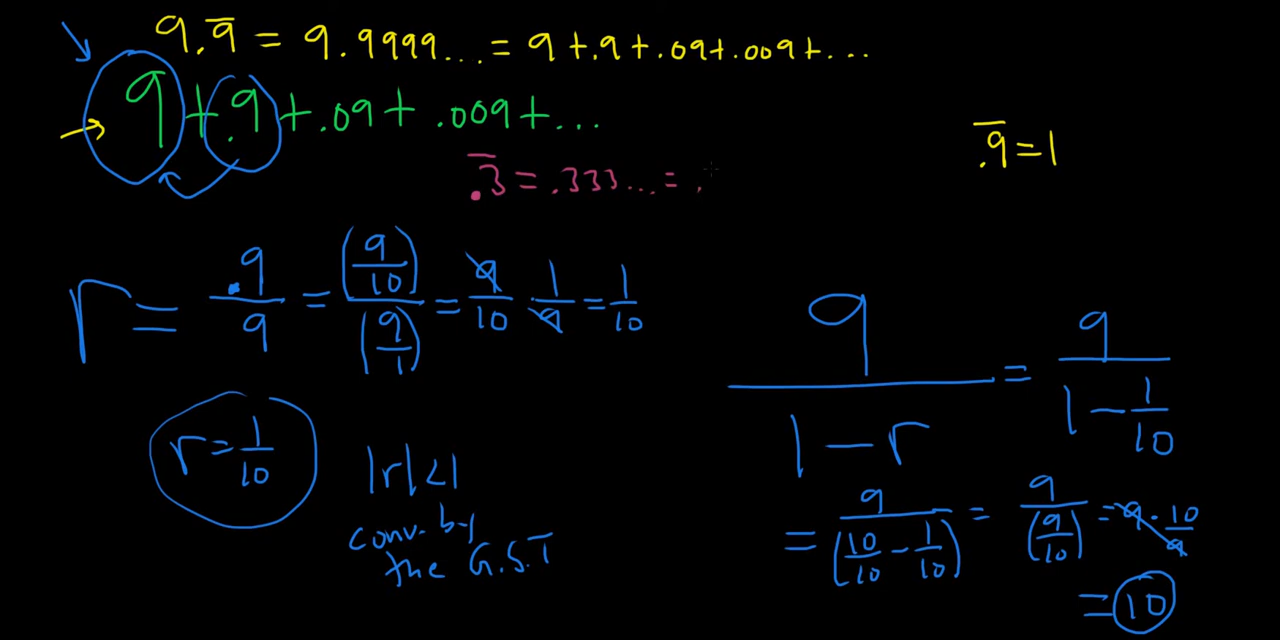 9.9̅ = 9.9999... = 9 + .9 + .09 + .009 + ...
9 + .9 + .09 + .009 + ...
.9̅ = 1
.3̅ = .333... = .
r = .9/9 = (9/10)/(9/1) = 9/10 · 1/9 = 1/10
9/(1 - r) = 9/(1 - 1/10)
r = 1/10
|r| < 1
conv. by
the G.S.T
= 9/(10/10 - 1/10) = 9/(9/10) = 9 · 10/9
= 10